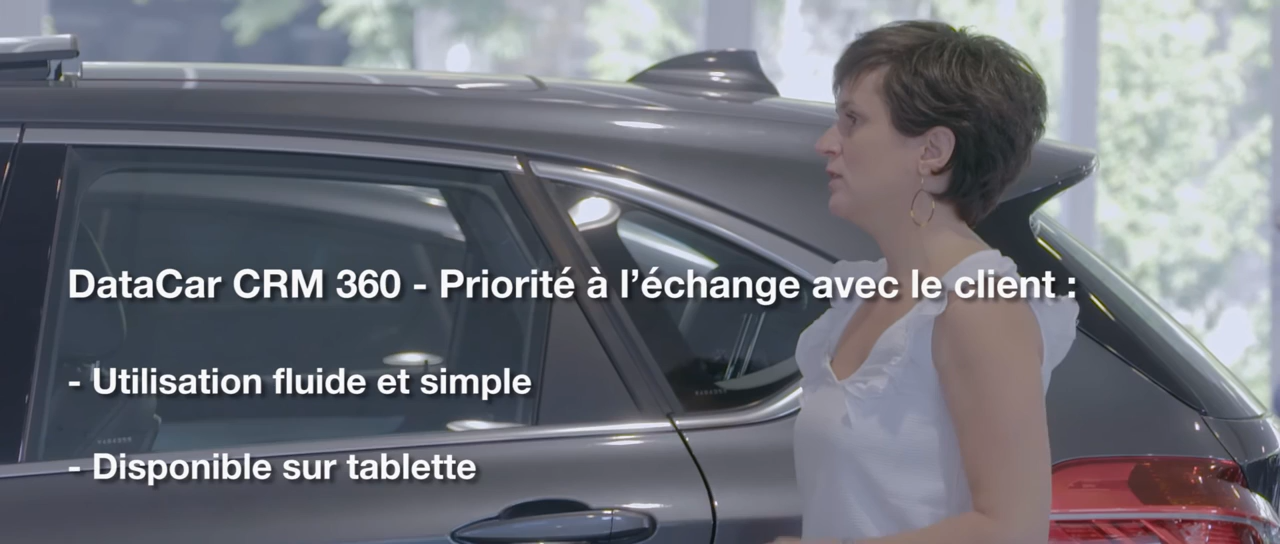 DataCar CRM 360 - Priorité à l’échange avec le client :
- Utilisation fluide et simple
- Disponible sur tablette